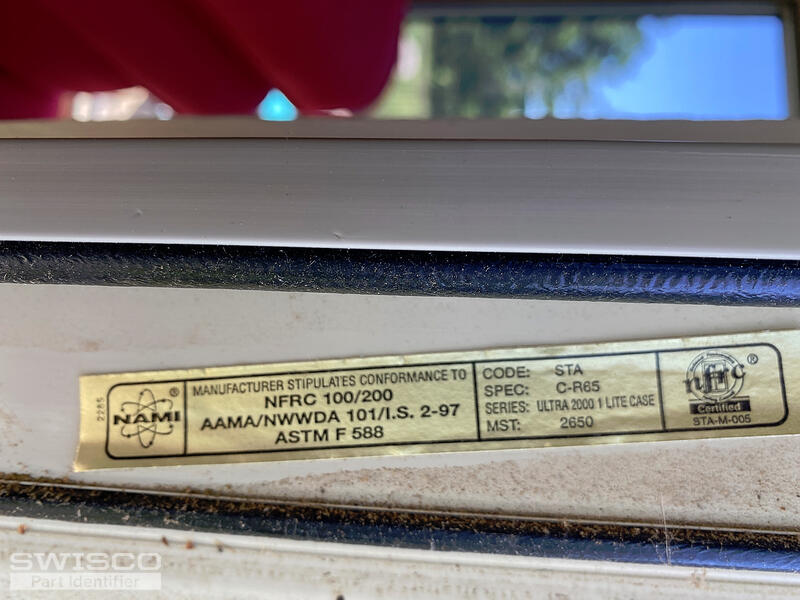 2285
NAMI ®
MANUFACTURER STIPULATES CONFORMANCE TO
NFRC 100/200
AAMA/NWWDA 101/I.S. 2-97
ASTM F 588
CODE: STA
SPEC: C-R65
SERIES: ULTRA 2000 1 LITE CASE
MST: 2650
nfrc ®
Certified
STA-M-005
SWISCO
Part Identifier